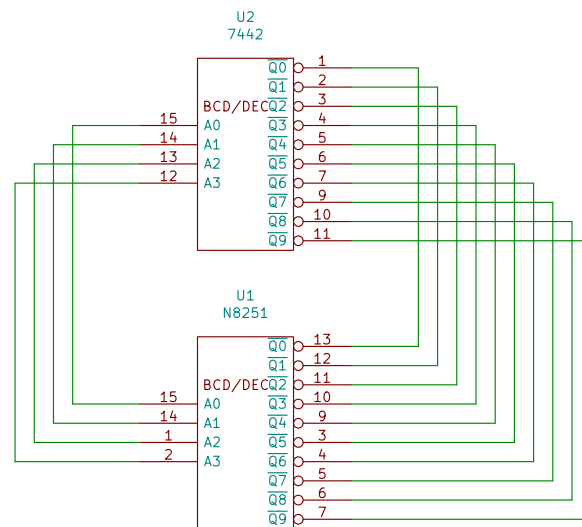 U2
7442
Q0 1
Q1 2
BCD/DEC Q2 3
15 A0 Q3 4
14 A1 Q4 5
13 A2 Q5 6
12 A3 Q6 7
Q7 9
Q8 10
Q9 11
U1
N8251
Q0 13
Q1 12
BCD/DEC Q2 11
15 A0 Q3 10
14 A1 Q4 9
1 A2 Q5 3
2 A3 Q6 4
Q7 5
Q8 6
Q9 7